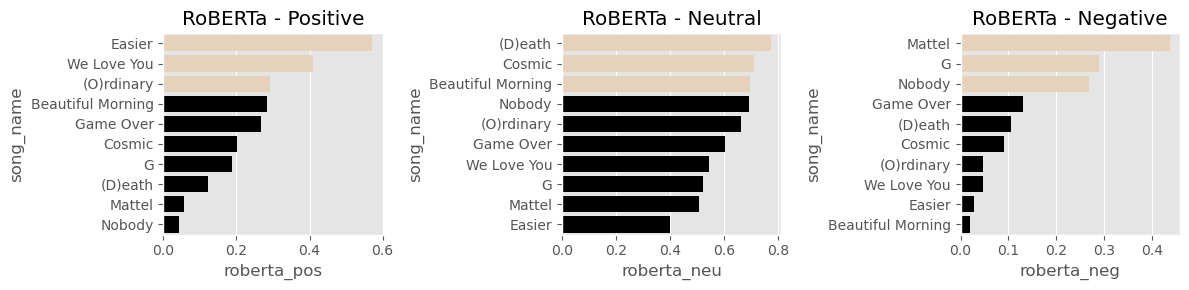 RoBERTa - Positive
song_name
Easier
We Love You
(O)rdinary
Beautiful Morning
Game Over
Cosmic
G
(D)eath
Mattel
Nobody
0.0 0.2 0.4 0.6
roberta_pos
RoBERTa - Neutral
song_name
(D)eath
Cosmic
Beautiful Morning
Nobody
(O)rdinary
Game Over
We Love You
G
Mattel
Easier
0.0 0.2 0.4 0.6 0.8
roberta_neu
RoBERTa - Negative
song_name
Mattel
G
Nobody
Game Over
(D)eath
Cosmic
(O)rdinary
We Love You
Easier
Beautiful Morning
0.0 0.1 0.2 0.3 0.4
roberta_neg